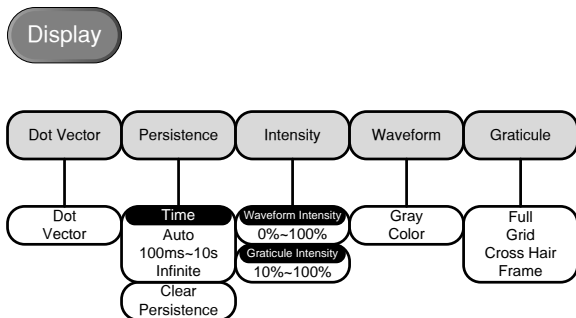 Display
Dot Vector
Persistence
Intensity
Waveform
Graticule
Dot
Vector
Time
Auto
100ms~10s
Infinite
Clear
Persistence
Waveform Intensity
0%~100%
Graticule Intensity
10%~100%
Gray
Color
Full
Grid
Cross Hair
Frame